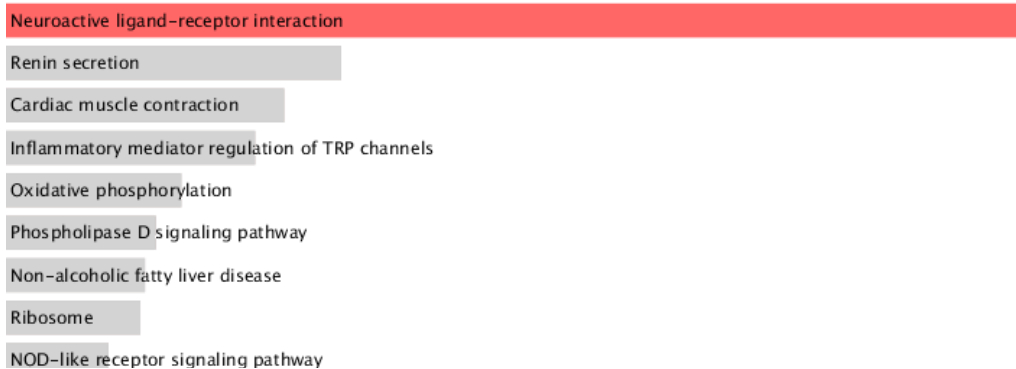 Neuroactive ligand–receptor interaction
Renin secretion
Cardiac muscle contraction
Inflammatory mediator regulation of TRP channels
Oxidative phosphorylation
Phospholipase D signaling pathway
Non–alcoholic fatty liver disease
Ribosome
NOD–like receptor signaling pathway